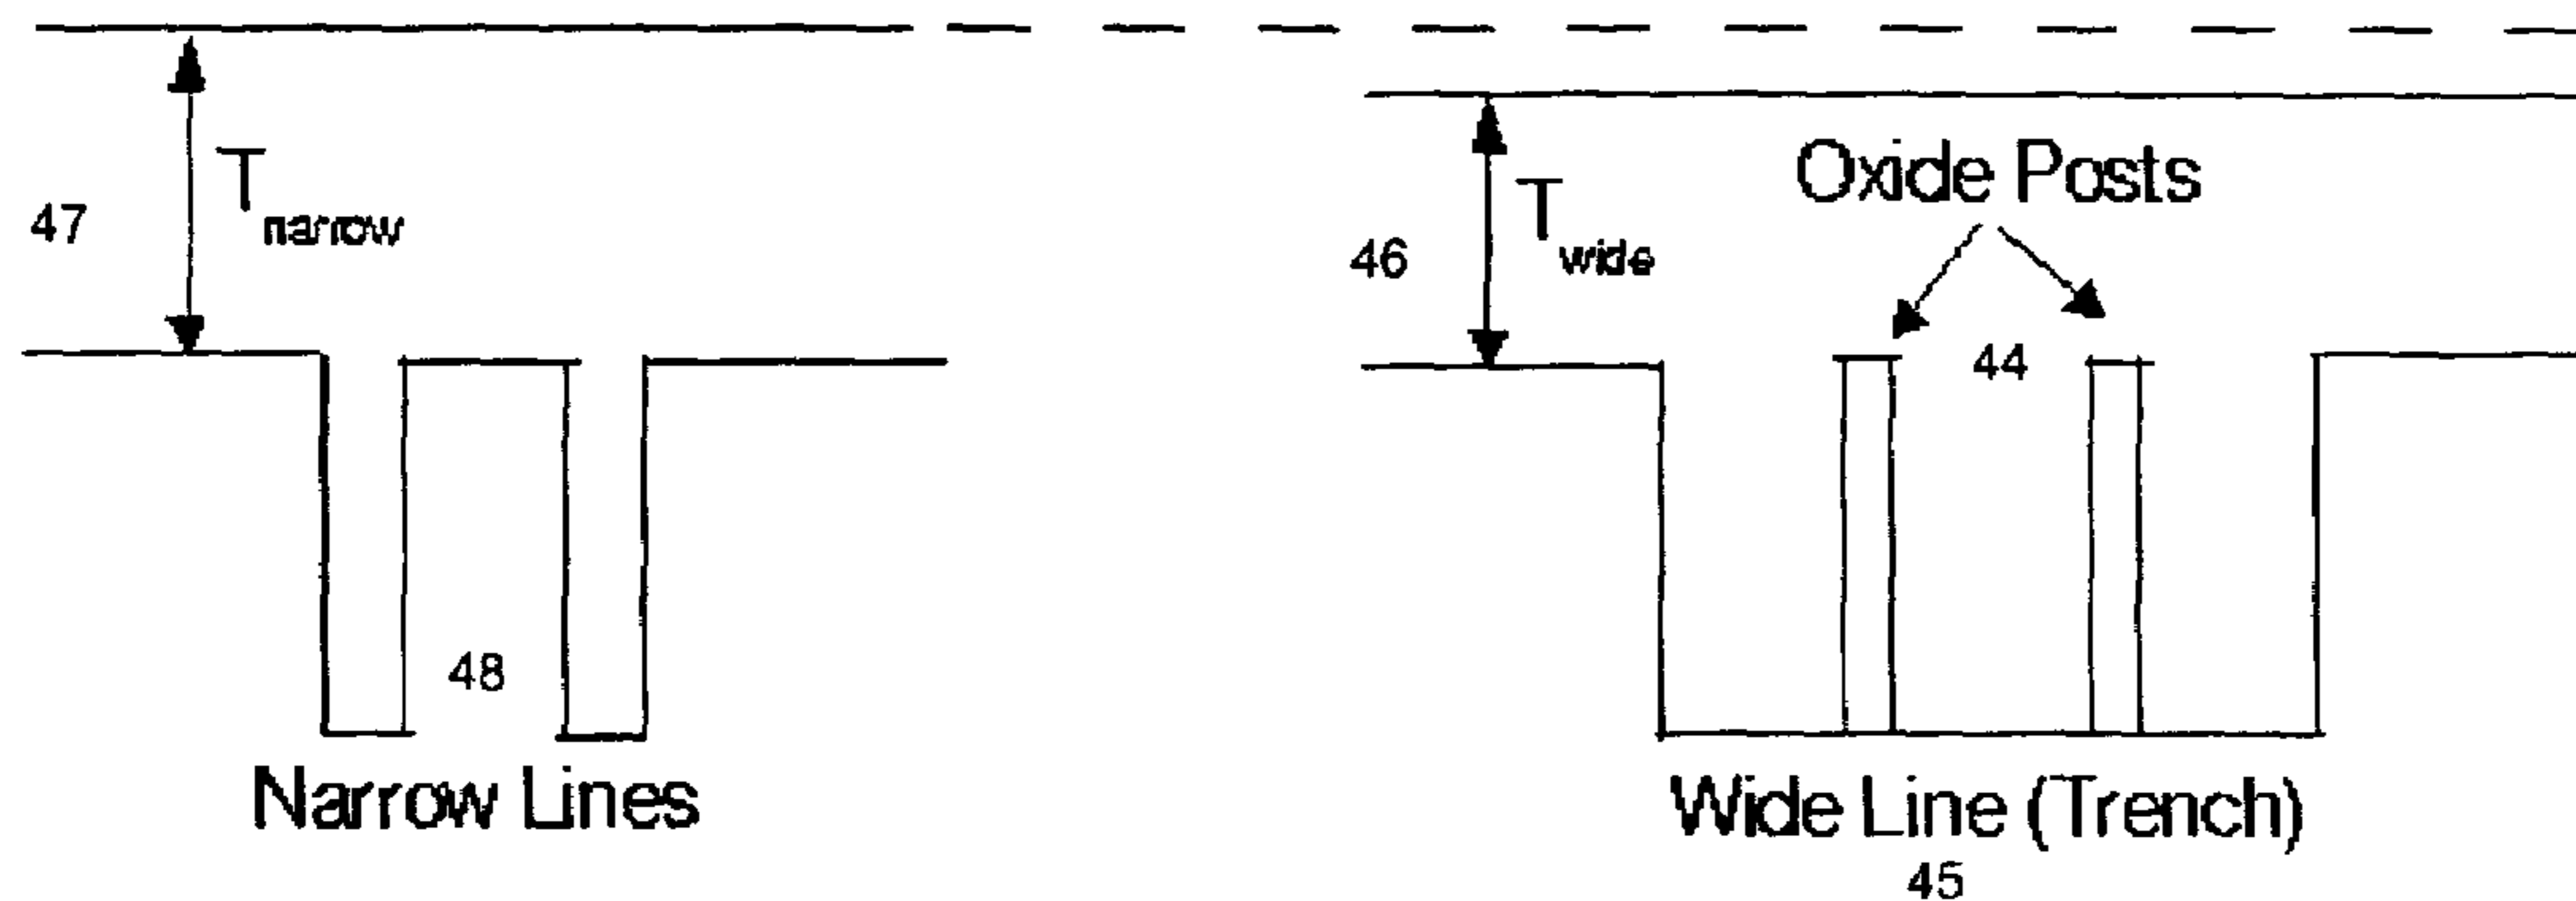 47
T narrow
46
T wide
Oxide Posts
44
48
Narrow Lines
Wide Line (Trench)
45